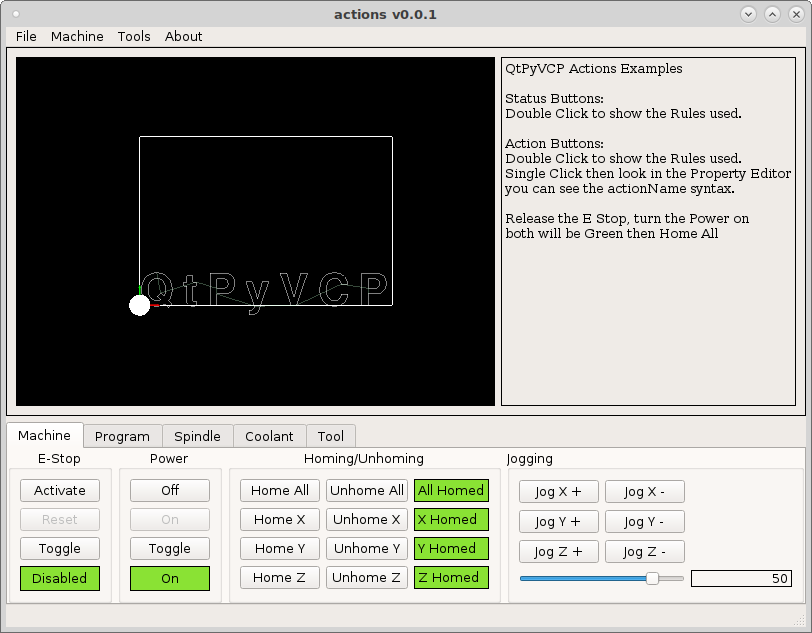 actions v0.0.1
File Machine Tools About
QtPyVCP Actions Examples
Status Buttons:
Double Click to show the Rules used.
Action Buttons:
Double Click to show the Rules used.
Single Click then look in the Property Editor
you can see the actionName syntax.
Release the E Stop, turn the Power on
both will be Green then Home All
QtPyVCP
Machine Program Spindle Coolant Tool
E-Stop Power Homing/Unhoming Jogging
Activate Off Home All Unhome All All Homed Jog X + Jog X -
Reset On Home X Unhome X X Homed Jog Y + Jog Y -
Toggle Toggle Home Y Unhome Y Y Homed Jog Z + Jog Z -
Disabled On Home Z Unhome Z Z Homed 50